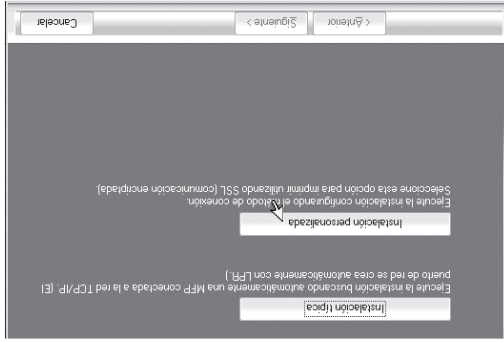 Instalación típica
Ejecute la instalación buscando automáticamente una MFP conectada a la red TCP/IP. (El
puerto de red se crea automáticamente con LPR.)
Instalación personalizada
Ejecute la instalación configurando el método de conexión.
Seleccione esta opción para imprimir utilizando SSL (comunicación encriptada).
< Anterior
Siguiente >
Cancelar